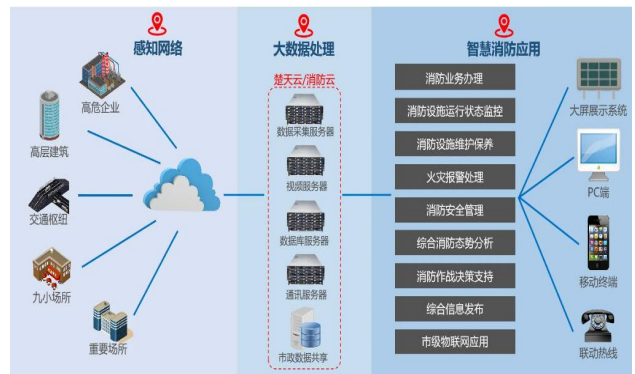 感知网络
高危企业
高层建筑
交通枢纽
九小场所
重要场所
大数据处理
楚天云/消防云
数据采集服务器
视频服务器
数据库服务器
通讯服务器
市政数据共享
智慧消防应用
消防业务办理
消防设施运行状态监控
消防设施维护保养
火灾报警处理
消防安全管理
综合消防态势分析
消防作战决策支持
综合信息发布
市级物联网应用
大屏展示系统
PC端
移动终端
联动热线